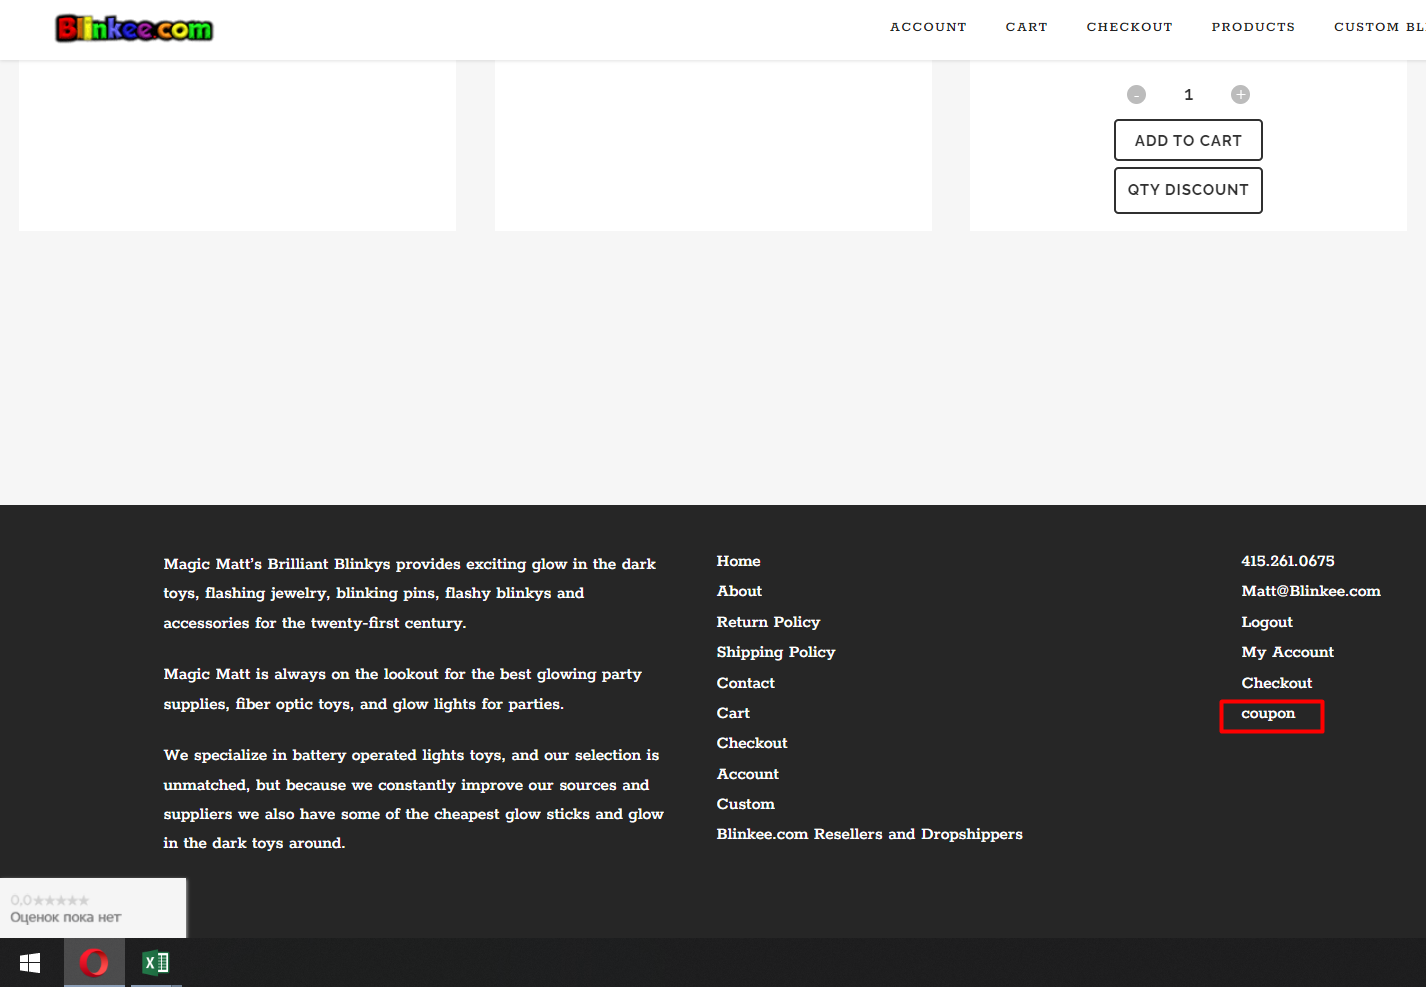 Blinkee.com
ACCOUNT CART CHECKOUT PRODUCTS CUSTOM BL
- 1 +
ADD TO CART
QTY DISCOUNT
Magic Matt's Brilliant Blinkys provides exciting glow in the dark
toys, flashing jewelry, blinking pins, flashy blinkys and
accessories for the twenty-first century.
Magic Matt is always on the lookout for the best glowing party
supplies, fiber optic toys, and glow lights for parties.
We specialize in battery operated lights toys, and our selection is
unmatched, but because we constantly improve our sources and
suppliers we also have some of the cheapest glow sticks and glow
in the dark toys around.
Home
About
Return Policy
Shipping Policy
Contact
Cart
Checkout
Account
Custom
Blinkee.com Resellers and Dropshippers
415.261.0675
Matt@Blinkee.com
Logout
My Account
Checkout
coupon
0,0★★★★★
Оценок пока нет